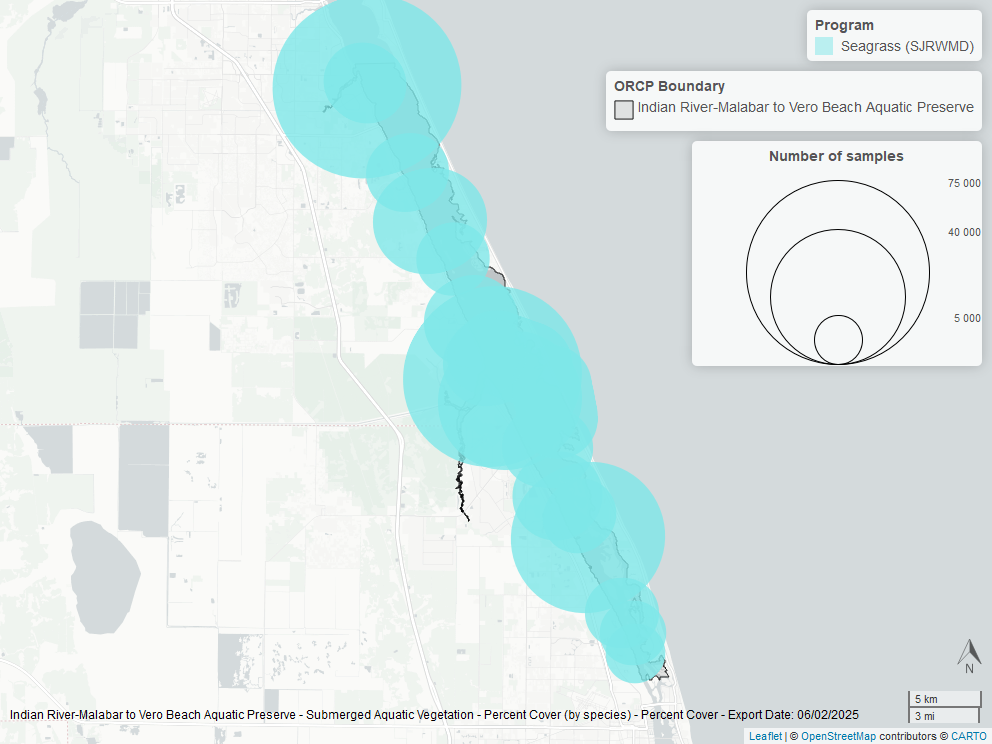 Program
Seagrass (SJRWMD)
ORCP Boundary
Indian River-Malabar to Vero Beach Aquatic Preserve
Number of samples
75 000
40 000
5 000
N
5 km
3 mi
Indian River-Malabar to Vero Beach Aquatic Preserve - Submerged Aquatic Vegetation - Percent Cover (by species) - Percent Cover - Export Date: 06/02/2025
Leaflet | © OpenStreetMap contributors © CARTO